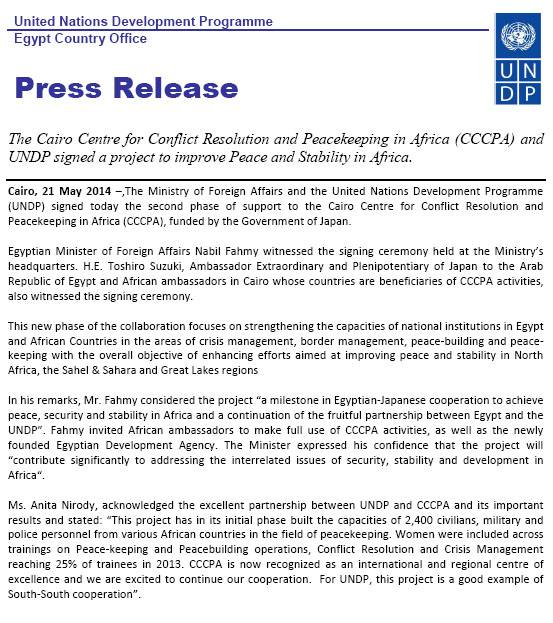 United Nations Development Programme
Egypt Country Office
UN
DP
Press Release
The Cairo Centre for Conflict Resolution and Peacekeeping in Africa (CCCPA) and
UNDP signed a project to improve Peace and Stability in Africa.
Cairo, 21 May 2014 –,The Ministry of Foreign Affairs and the United Nations Development Programme
(UNDP) signed today the second phase of support to the Cairo Centre for Conflict Resolution and
Peacekeeping in Africa (CCCPA), funded by the Government of Japan.
Egyptian Minister of Foreign Affairs Nabil Fahmy witnessed the signing ceremony held at the Ministry’s
headquarters. H.E. Toshiro Suzuki, Ambassador Extraordinary and Plenipotentiary of Japan to the Arab
Republic of Egypt and African ambassadors in Cairo whose countries are beneficiaries of CCCPA activities,
also witnessed the signing ceremony.
This new phase of the collaboration focuses on strengthening the capacities of national institutions in Egypt
and African Countries in the areas of crisis management, border management, peace-building and peace-
keeping with the overall objective of enhancing efforts aimed at improving peace and stability in North
Africa, the Sahel & Sahara and Great Lakes regions
In his remarks, Mr. Fahmy considered the project “a milestone in Egyptian-Japanese cooperation to achieve
peace, security and stability in Africa and a continuation of the fruitful partnership between Egypt and the
UNDP”. Fahmy invited African ambassadors to make full use of CCCPA activities, as well as the newly
founded Egyptian Development Agency. The Minister expressed his confidence that the project will
“contribute significantly to addressing the interrelated issues of security, stability and development in
Africa“.
Ms. Anita Nirody, acknowledged the excellent partnership between UNDP and CCCPA and its important
results and stated: “This project has in its initial phase built the capacities of 2,400 civilians, military and
police personnel from various African countries in the field of peacekeeping. Women were included across
trainings on Peace-keeping and Peacebuilding operations, Conflict Resolution and Crisis Management
reaching 25% of trainees in 2013. CCCPA is now recognized as an international and regional centre of
excellence and we are excited to continue our cooperation. For UNDP, this project is a good example of
South-South cooperation”.